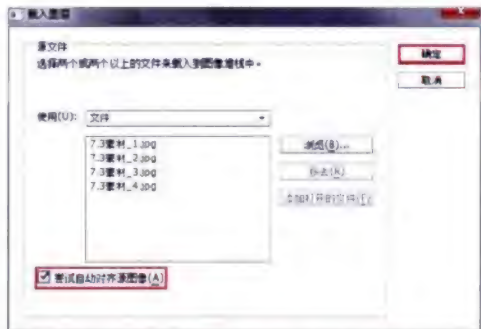 载入图层
源文件
选择两个或两个以上的文件来载入到图像堆栈中。
确定
取消
使用(U): 文件
7.3素材_1.jpg
7.3素材_2.jpg
7.3素材_3.jpg
7.3素材_4.jpg
浏览(B)...
移去(R)
添加打开的文件(F)
尝试自动对齐源图像(A)